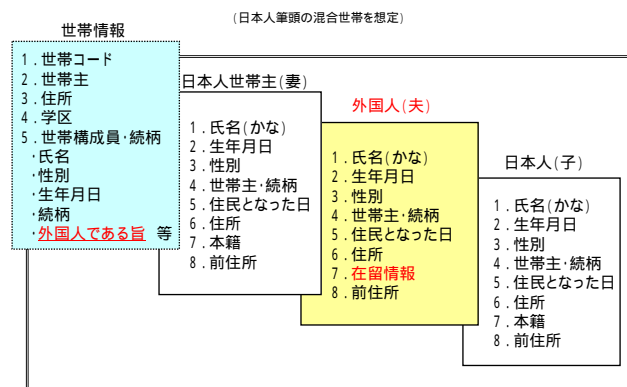 (日本人筆頭の混合世帯を想定)
世帯情報
1．世帯コード
2．世帯主
3．住所
4．学区
5．世帯構成員・続柄
・氏名
・性別
・生年月日
・続柄
・外国人である旨 等
日本人世帯主(妻)
1．氏名(かな)
2．生年月日
3．性別
4．世帯主・続柄
5．住民となった日
6．住所
7．本籍
8．前住所
外国人(夫)
1．氏名(かな)
2．生年月日
3．性別
4．世帯主・続柄
5．住民となった日
6．住所
7．在留情報
8．前住所
日本人(子)
1．氏名(かな)
2．生年月日
3．性別
4．世帯主・続柄
5．住民となった日
6．住所
7．本籍
8．前住所